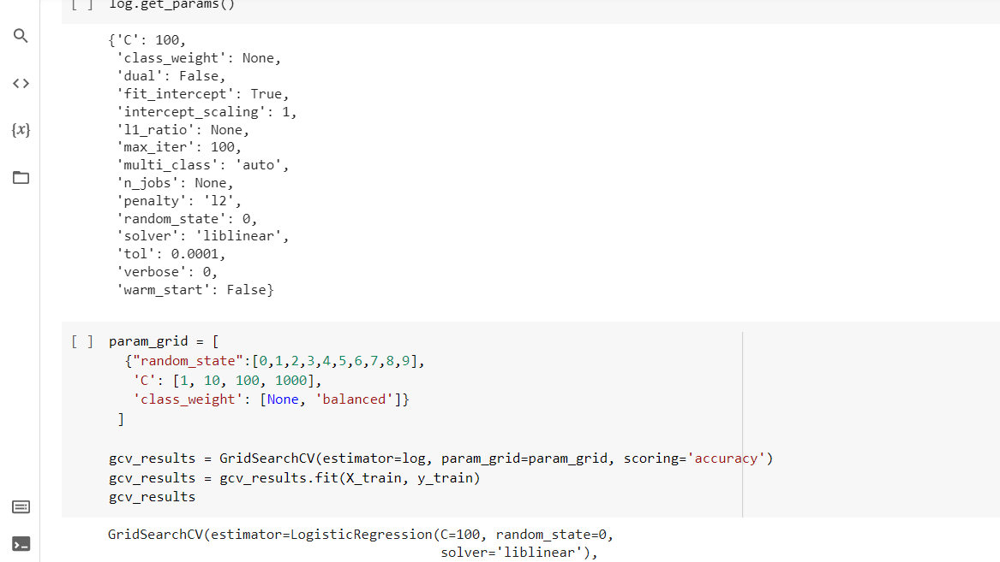 [ ] log.get_params()
{'C': 100,
'class_weight': None,
'dual': False,
'fit_intercept': True,
'intercept_scaling': 1,
'l1_ratio': None,
'max_iter': 100,
'multi_class': 'auto',
'n_jobs': None,
'penalty': 'l2',
'random_state': 0,
'solver': 'liblinear',
'tol': 0.0001,
'verbose': 0,
'warm_start': False}
[ ] param_grid = [
{"random_state":[0,1,2,3,4,5,6,7,8,9],
'C': [1, 10, 100, 1000],
'class_weight': [None, 'balanced']}
]
gcv_results = GridSearchCV(estimator=log, param_grid=param_grid, scoring='accuracy')
gcv_results = gcv_results.fit(X_train, y_train)
gcv_results
GridSearchCV(estimator=LogisticRegression(C=100, random_state=0,
solver='liblinear'),